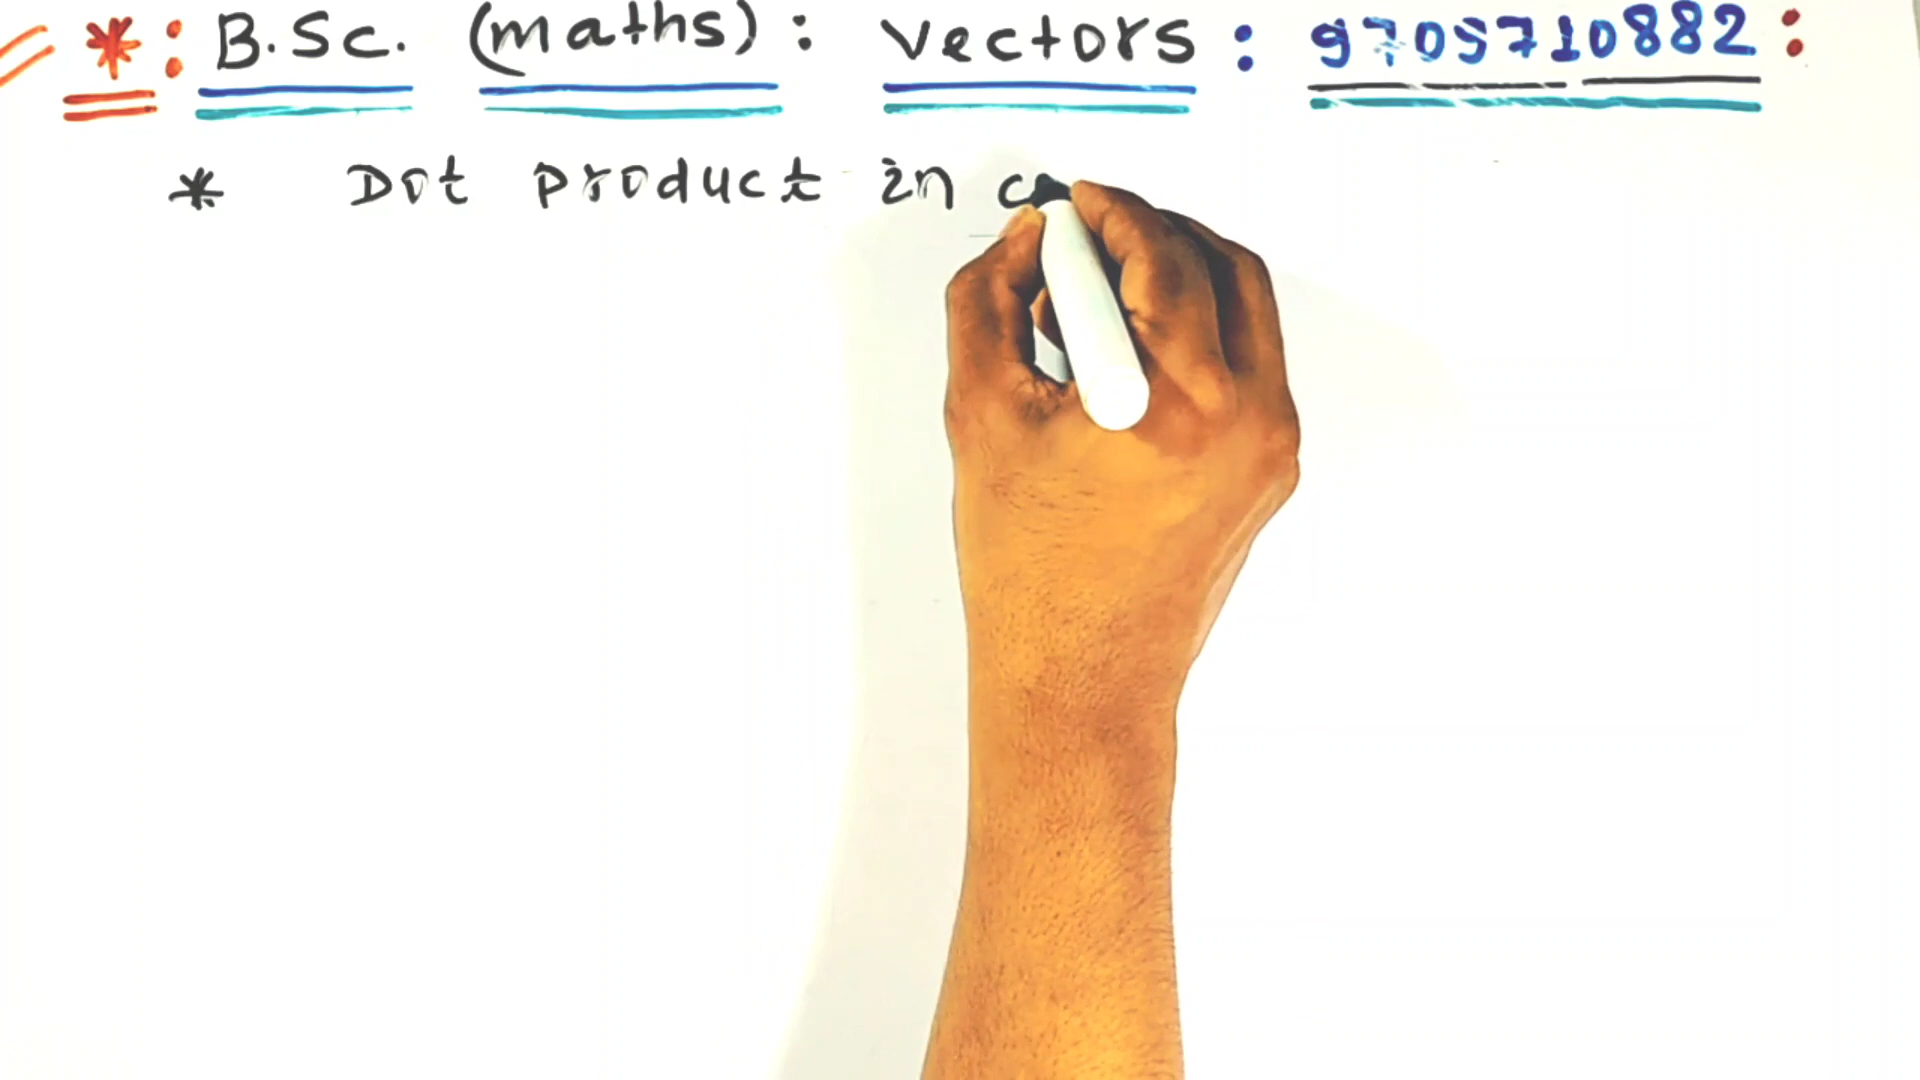 *: B.Sc. (maths): Vectors: 9705710882:
* Dot product in c